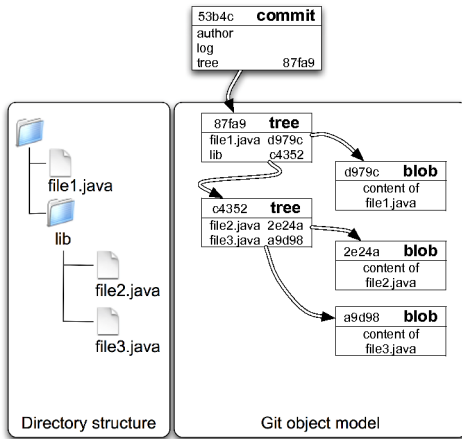 53b4c commit
author
log
tree 87fa9
file1.java
lib
file2.java
file3.java
Directory structure
87fa9 tree
file1.java d979c
lib c4352
d979c blob
content of
file1.java
c4352 tree
file2.java 2e24a
file3.java a9d98
2e24a blob
content of
file2.java
a9d98 blob
content of
file3.java
Git object model